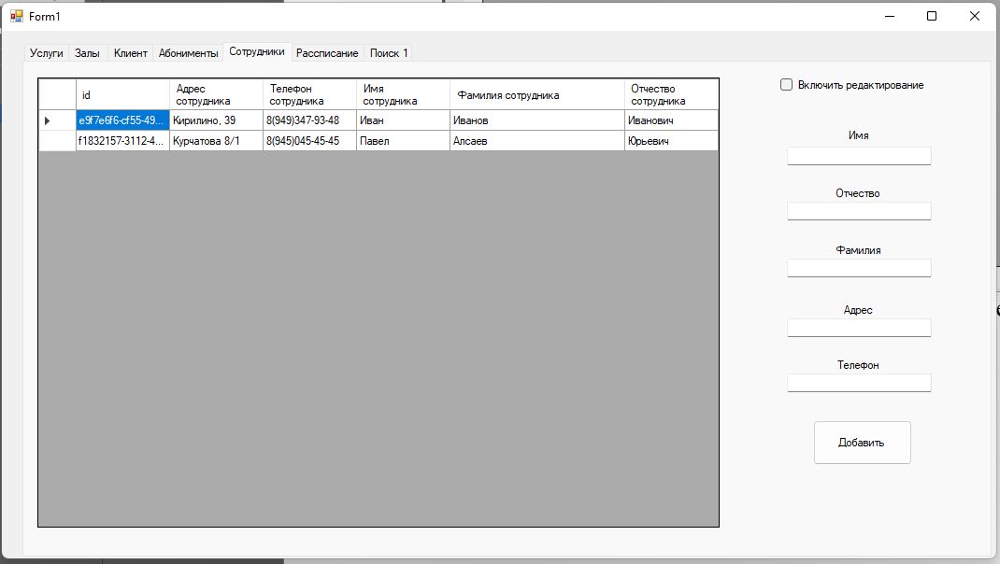 Form1
Услуги Залы Клиент Абонименты Сотрудники Рассписание Поиск 1
id Адрес сотрудника Телефон сотрудника Имя сотрудника Фамилия сотрудника Отчество сотрудника
e9f7e6f6-cf55-49... Кирилино, 39 8(949)347-93-48 Иван Иванов Иванович
f1832157-3112-4... Курчатова 8/1 8(945)045-45-45 Павел Алсаев Юрьевич
Включить редактирование
Имя
Отчество
Фамилия
Адрес
Телефон
Добавить